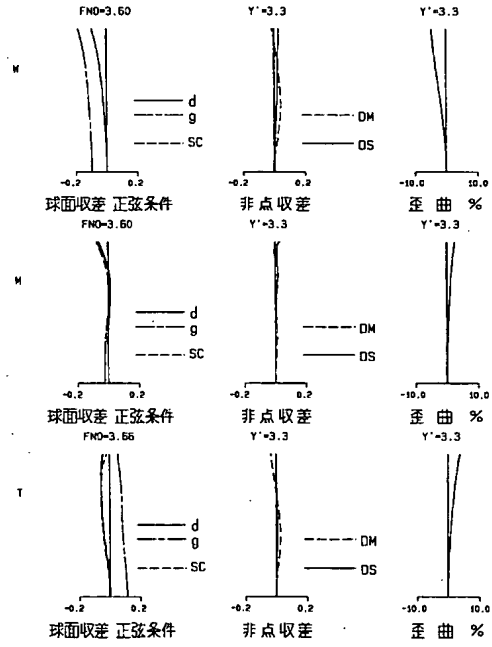 FNO=3.60 Y'=3.3 Y'=3.3
W
d
g
SC
DM
DS
-0.2 0.2 -0.2 0.2 -10.0 10.0
球面収差 正弦条件 非点収差 歪曲 %
FNO=3.60 Y'=3.3 Y'=3.3
M
d
g
SC
DM
DS
-0.2 0.2 -0.2 0.2 -10.0 10.0
球面収差 正弦条件 非点収差 歪曲 %
FNO=3.66 Y'=3.3 Y'=3.3
T
d
g
SC
DM
DS
-0.2 0.2 -0.2 0.2 -10.0 10.0
球面収差 正弦条件 非点収差 歪曲 %